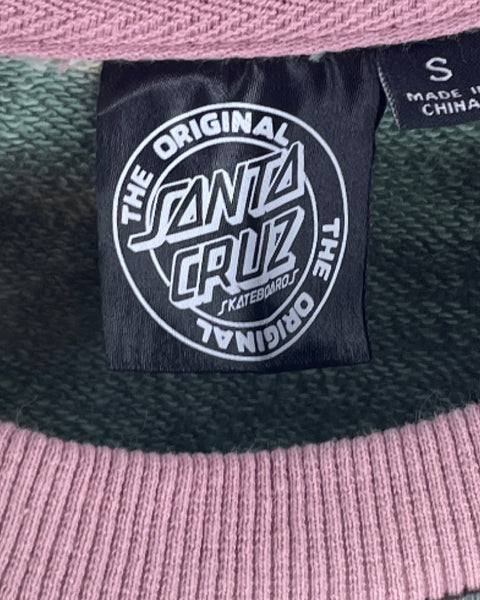 THE ORIGINAL
SANTA
CRUZ
SKATEBOARDS
THE ORIGINAL
S
MADE IN
CHINA